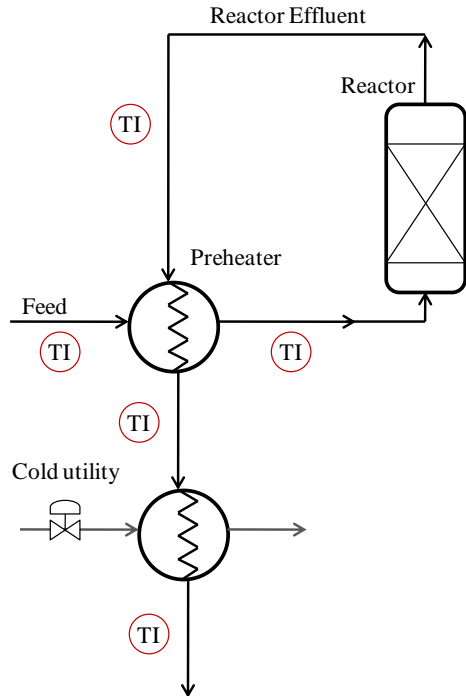 Reactor Effluent
Reactor
TI
Preheater
Feed
TI
TI
TI
Cold utility
TI